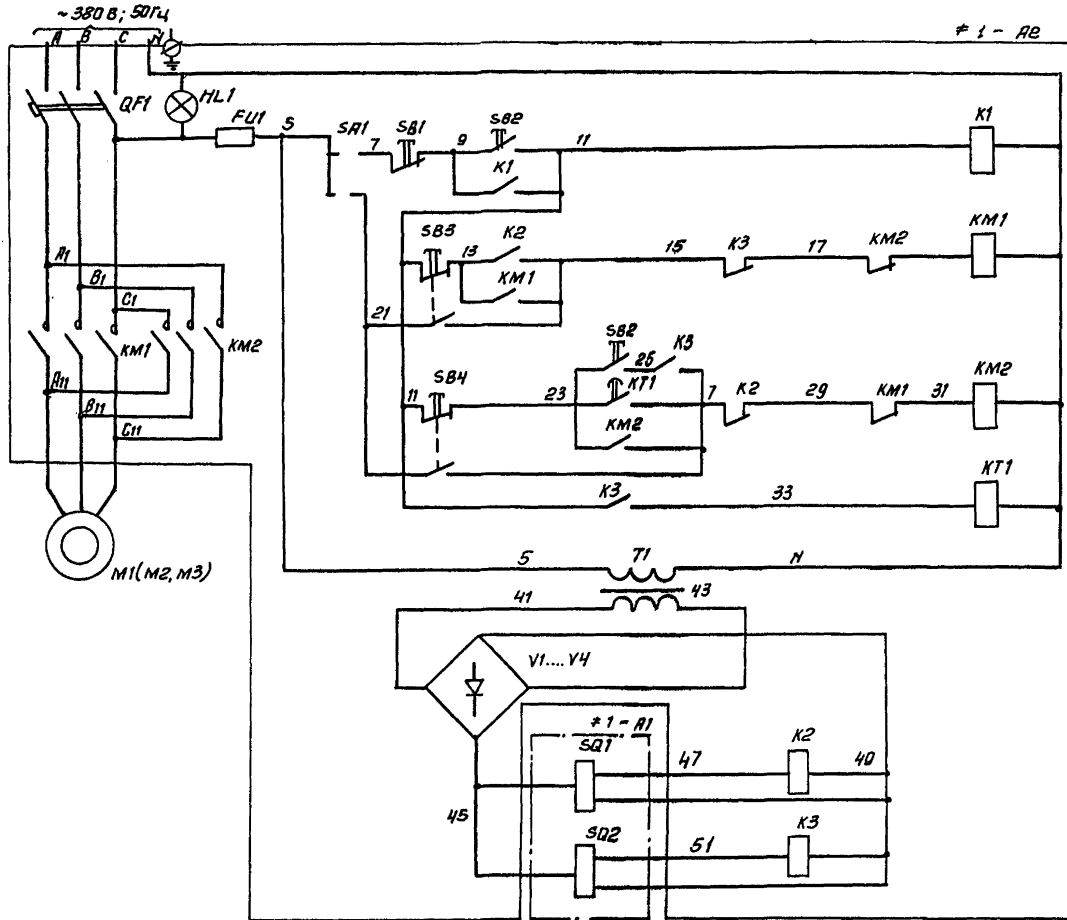 ~380 В; 50Гц
A B C N
≠ 1 - А2
QF1
HL1
FU1
5
SA1
7
SB1
9
SB2
11
K1
K1
SB3
13
K2
15
K3
17
KM2
KM1
KM1
21
A1
B1
C1
KM1
KM2
A11
B11
C11
SB2
25
K3
11
SB4
23
KT1
7
K2
29
KM1
31
KM2
KM2
K3
33
KT1
M1(M2, M3)
5
T1
N
41
43
V1....V4
≠ 1 - А1
SQ1
47
K2
40
45
SQ2
51
K3